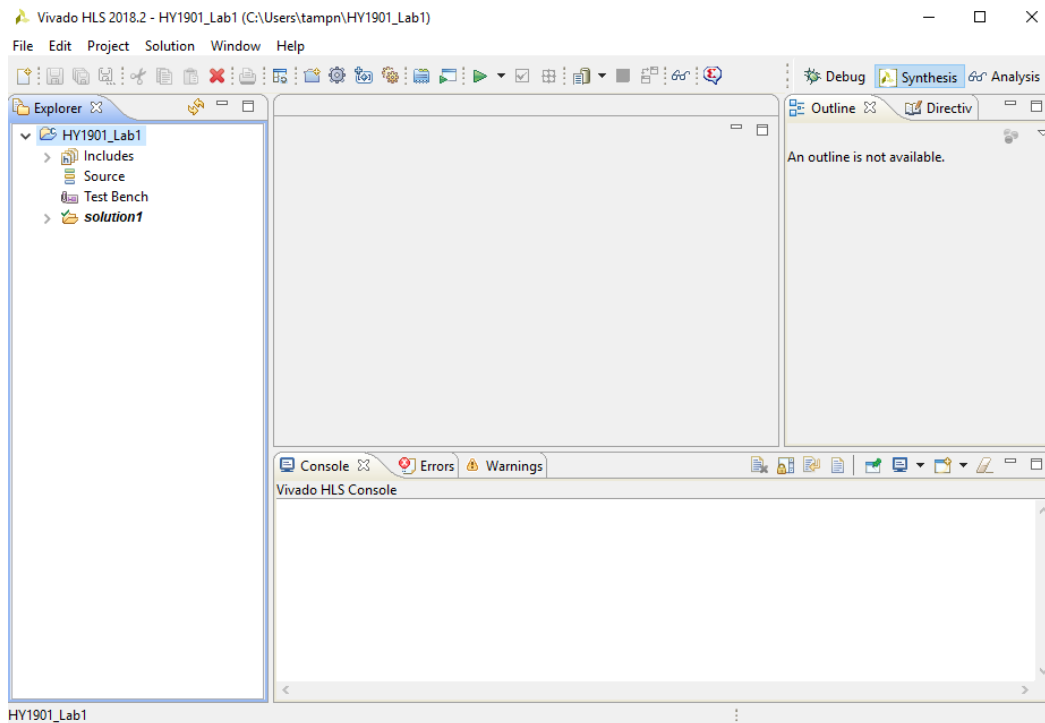 Vivado HLS 2018.2 - HY1901_Lab1 (C:\Users\tampn\HY1901_Lab1)
File Edit Project Solution Window Help
Debug Synthesis Analysis
Explorer
HY1901_Lab1
Includes
Source
Test Bench
solution1
Outline Directiv
An outline is not available.
Console Errors Warnings
Vivado HLS Console
HY1901_Lab1